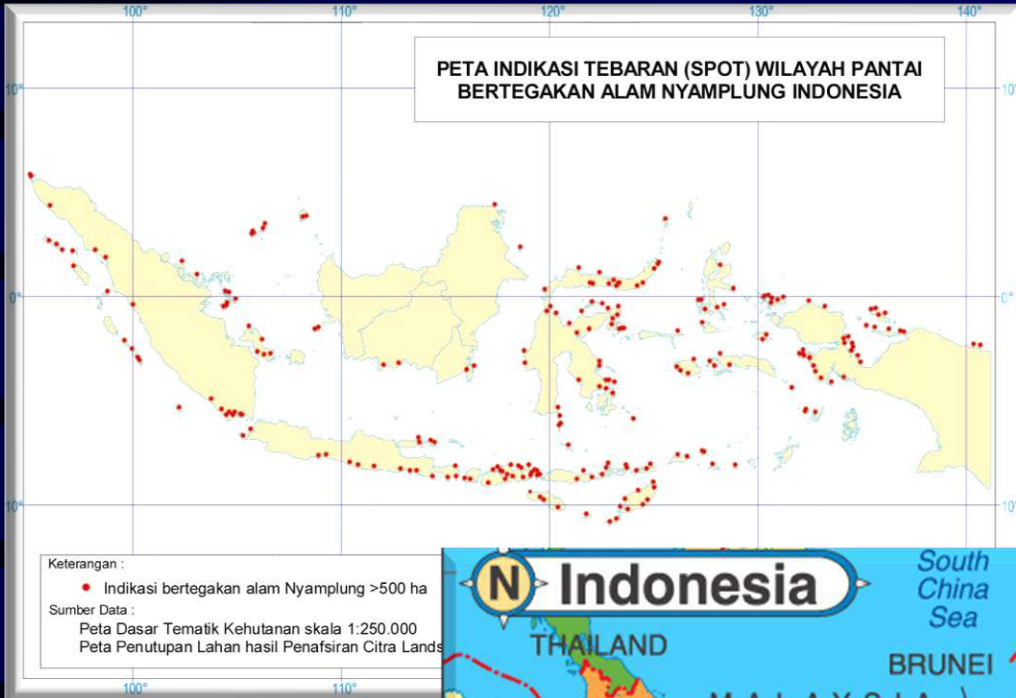 100° 110° 120° 130° 140°
PETA INDIKASI TEBARAN (SPOT) WILAYAH PANTAI
BERTEGAKAN ALAM NYAMPLUNG INDONESIA
10° 10°
0° 0°
10° 10°
Keterangan :
Indikasi bertegakan alam Nyamplung >500 ha
Sumber Data :
Peta Dasar Tematik Kehutanan skala 1:250.000
Peta Penutupan Lahan hasil Penafsiran Citra Lands
100° 110°
N Indonesia
South
China
Sea
THAILAND
BRUNEI